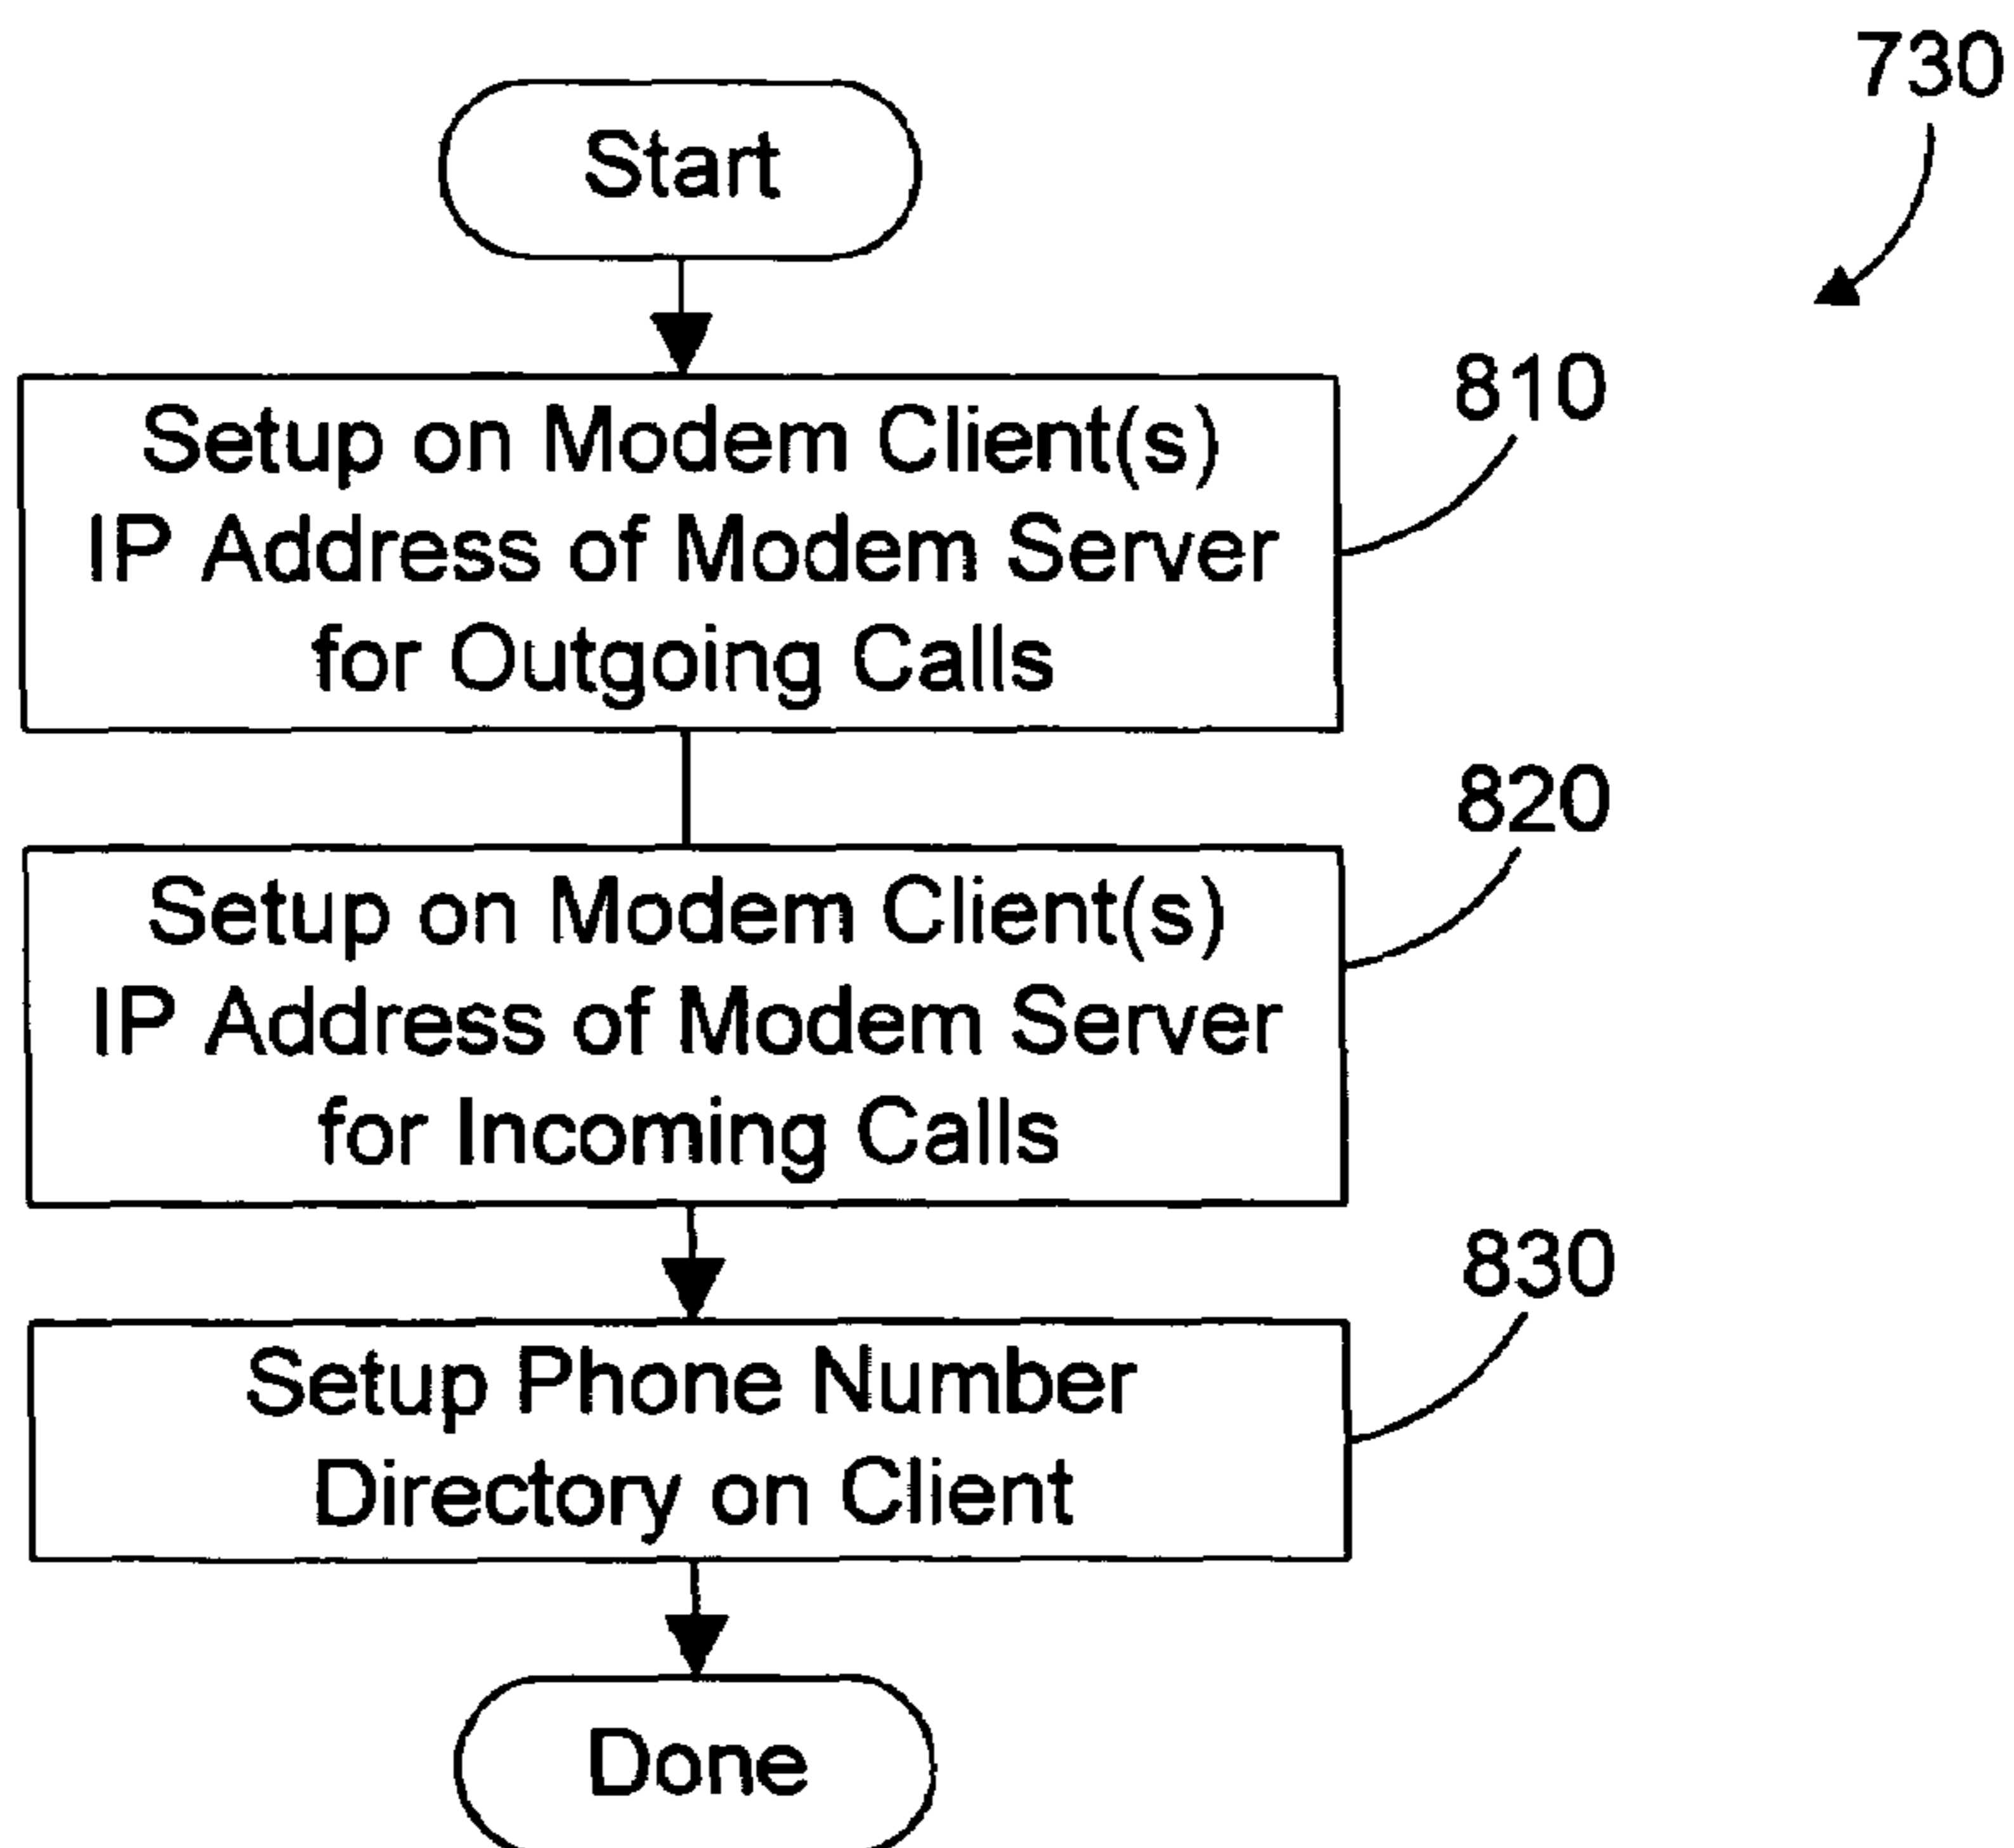 730
Start
810
Setup on Modem Client(s)
IP Address of Modem Server
for Outgoing Calls
820
Setup on Modem Client(s)
IP Address of Modem Server
for Incoming Calls
830
Setup Phone Number
Directory on Client
Done